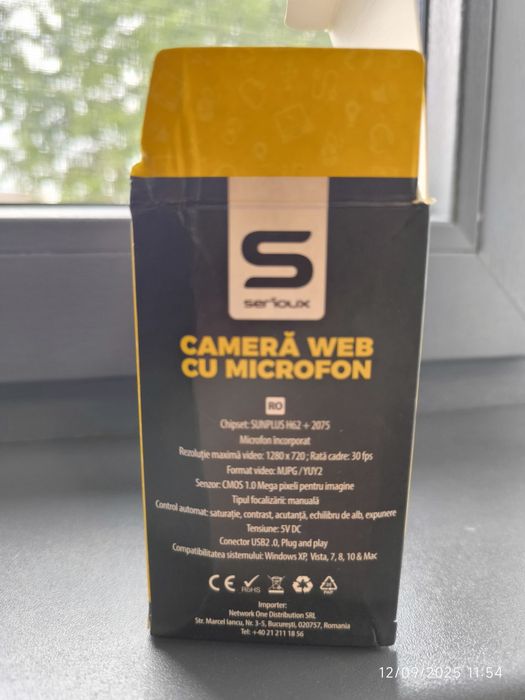 S
serioux
CAMERĂ WEB
CU MICROFON
RO
Chipset: SUNPLUS H62 + 2075
Microfon încorporat
Rezoluție maximă video: 1280 x 720 ; Rată cadre: 30 fps
Format video: MJPG / YUY2
Senzor: CMOS 1.0 Mega pixeli pentru imagine
Tipul focalizării: manuală
Control automat: saturație, contrast, acutanță, echilibru de alb, expunere
Tensiune: 5V DC
Conector USB2 .0, Plug and play
Compatibilitatea sistemului: Windows XP, Vista, 7, 8, 10 & Mac
CE RoHS PAP
Importer:
Network One Distribution SRL
Str. Marcel Iancu, Nr. 3-5, București, 020757, Romania
Tel: +40 21 211 18 56
12/09/2025 11:54